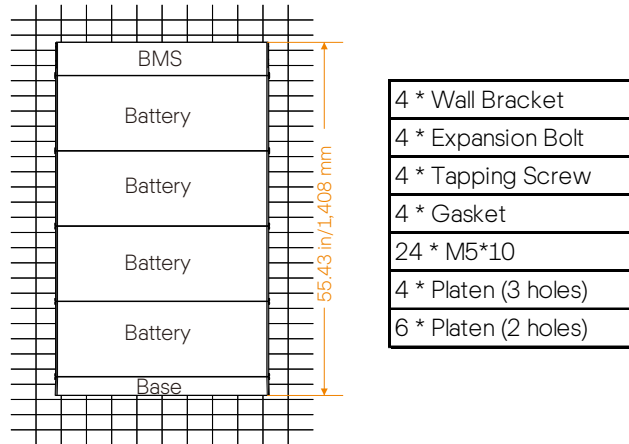 BMS
Battery
Battery
Battery
Battery
Base
55.43 in/1,408 mm
4 * Wall Bracket
4 * Expansion Bolt
4 * Tapping Screw
4 * Gasket
24 * M5*10
4 * Platen (3 holes)
6 * Platen (2 holes)